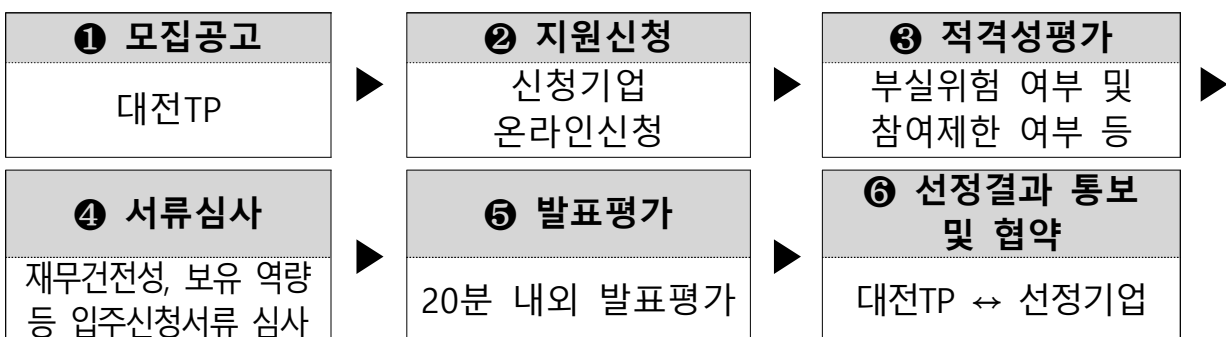 ❶ 모집공고
대전TP
▶
❷ 지원신청
신청기업
온라인신청
▶
❸ 적격성평가
부실위험 여부 및
참여제한 여부 등
▶
❹ 서류심사
재무건전성, 보유 역량
등 입주신청서류 심사
▶
❺ 발표평가
20분 내외 발표평가
▶
❻ 선정결과 통보
및 협약
대전TP ↔ 선정기업